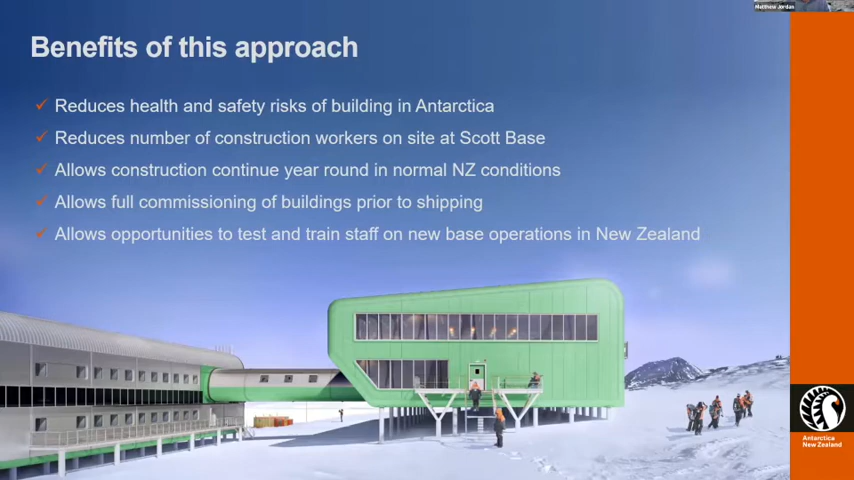 Matthew Jordan
Benefits of this approach
Reduces health and safety risks of building in Antarctica
Reduces number of construction workers on site at Scott Base
Allows construction continue year round in normal NZ conditions
Allows full commissioning of buildings prior to shipping
Allows opportunities to test and train staff on new base operations in New Zealand
Antarctica
New Zealand